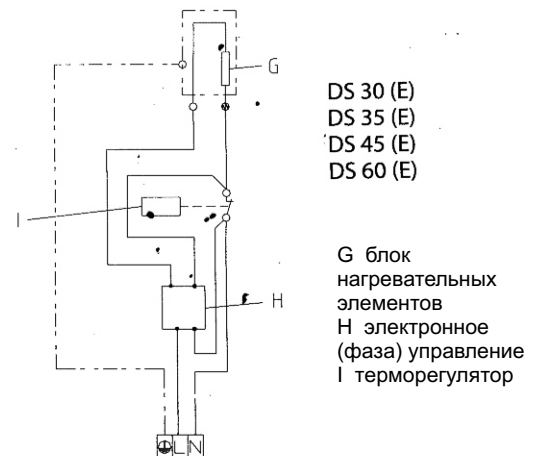 G
DS 30 (E)
DS 35 (E)
DS 45 (E)
DS 60 (E)
I
H
G блок
нагревательных
элементов
H электронное
(фаза) управление
I терморегулятор
L N